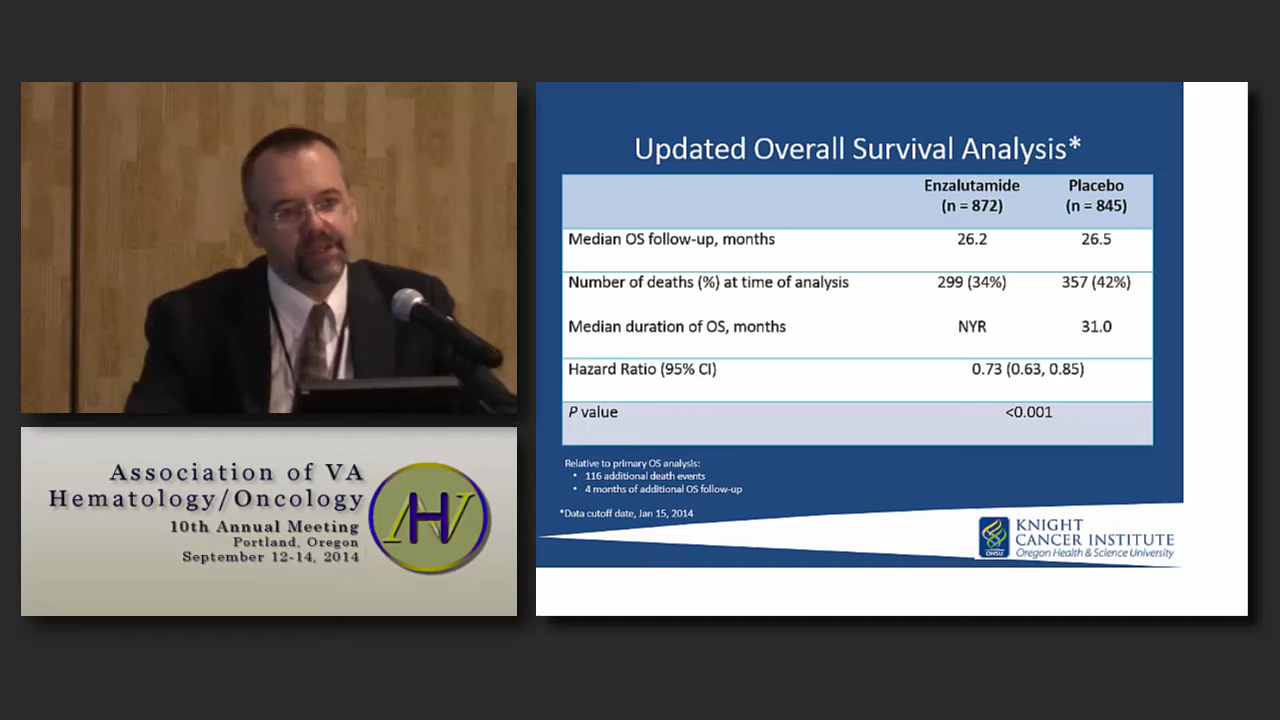 Updated Overall Survival Analysis*
Enzalutamide Placebo
(n = 872) (n = 845)
Median OS follow-up, months 26.2 26.5
Number of deaths (%) at time of analysis 299 (34%) 357 (42%)
Median duration of OS, months NYR 31.0
Hazard Ratio (95% CI) 0.73 (0.63, 0.85)
P value <0.001
Relative to primary OS analysis:
• 116 additional death events
• 4 months of additional OS follow-up
*Data cutoff date, Jan 15, 2014
OHSU
KNIGHT
CANCER INSTITUTE
Oregon Health & Science University
Association of VA
Hematology/Oncology
10th Annual Meeting
Portland, Oregon
September 12-14, 2014